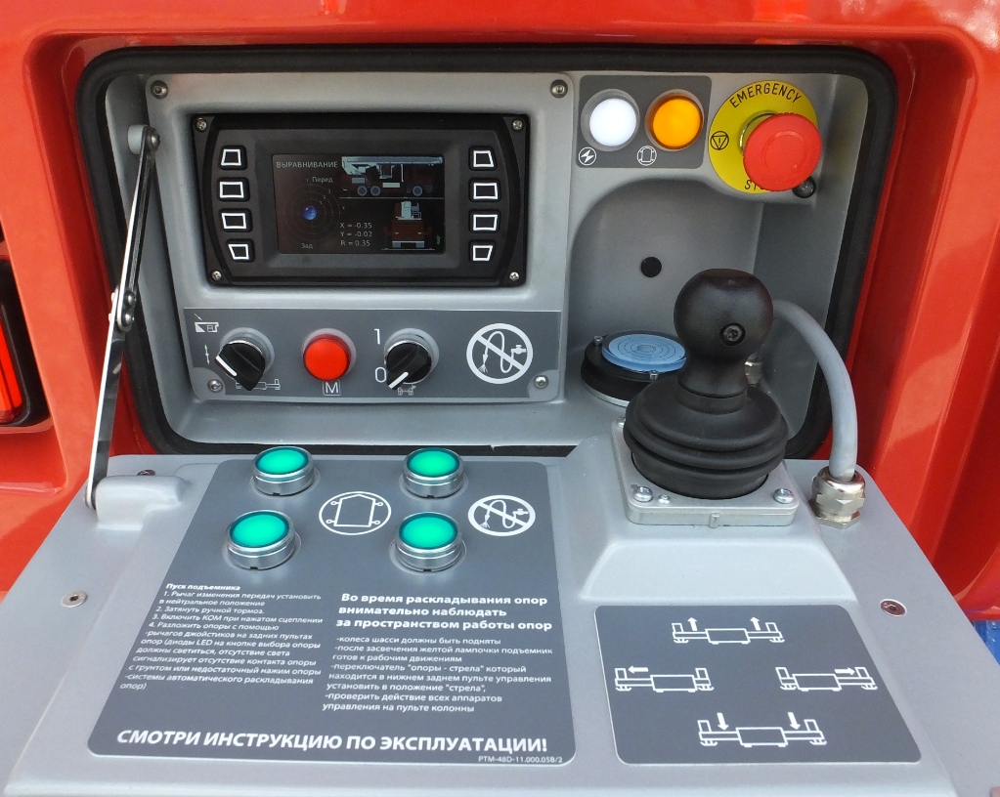 EMERGENCY
ВЫРАВНИВАНИЕ
Перед
X = -0.35
Y = -0.02
R = 0.35
Зад
1
0
M
Пуск подъемника
1. Рычаг изменения передач установить
в нейтральное положение
2. Затянуть ручной тормоз.
3. Включить КОМ при нажатом сцеплении
4. Разложить опоры с помощью
-рычагов джойстиков на задних пультах
опор (диоды LED на кнопке выбора опоры
должны светиться, отсутствие света
сигнализирует отсутствие контакта опоры
с грунтом или недостаточный нажим опоры)
-системы автоматического раскладывания
опор)
Во время раскладывания опор
внимательно наблюдать
за пространством работы опор
-колеса шасси должны быть подняты
-после засвечения желтой лампочки подъемник
готов к рабочим движениям
-переключатель "опоры - стрела" который
находится в нижнем заднем пульте управления
установить в положение "стрела",
-проверить действие всех аппаратов
управления на пульте колонны
СМОТРИ ИНСТРУКЦИЮ ПО ЭКСПЛУАТАЦИИ!
PTM-48D-11.000.05B/2